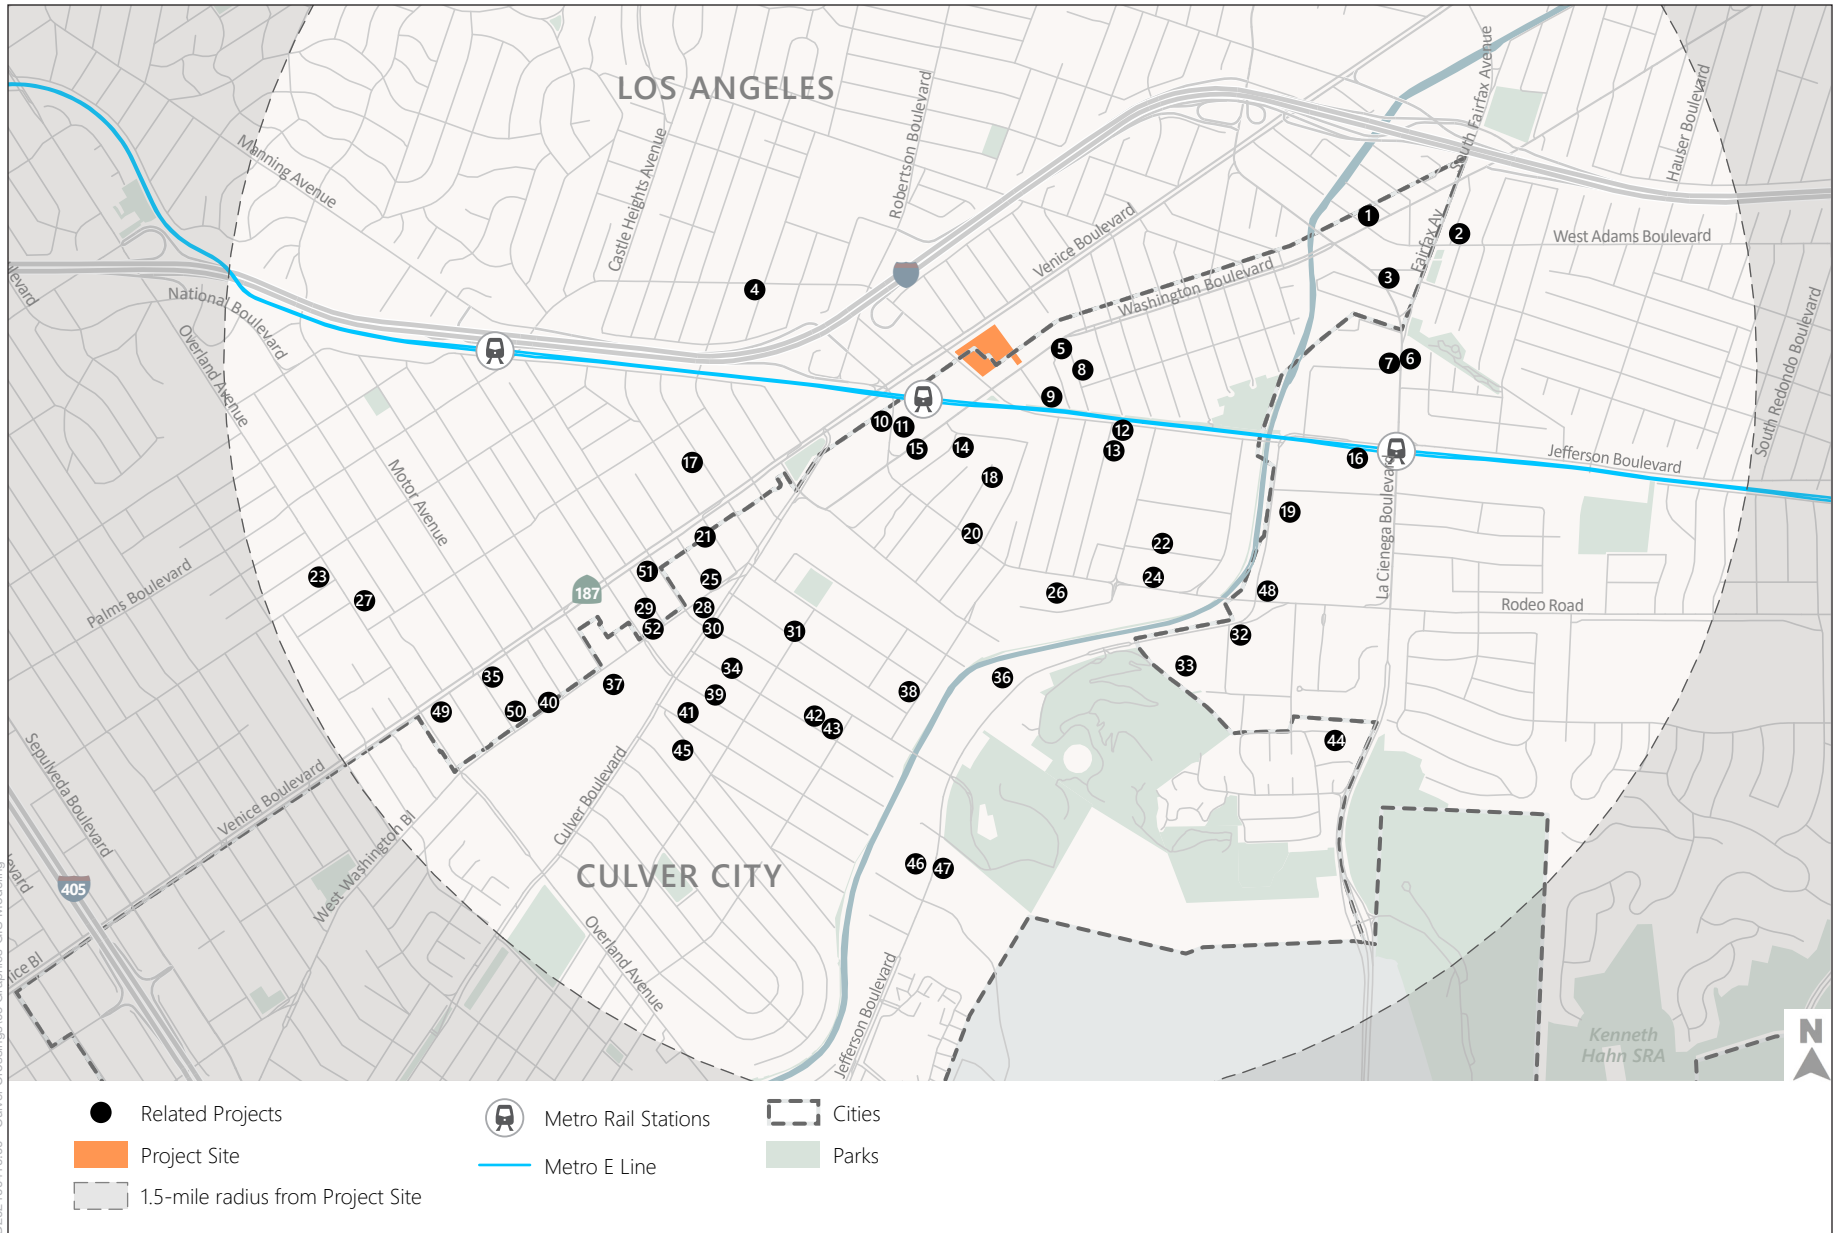 LOS ANGELES
Manning Avenue
Castle Heights Avenue
Robertson Boulevard
South Fairfax Avenue
Hauser Boulevard
Venice Boulevard
Washington Boulevard
Fairfax Av
West Adams Boulevard
National Boulevard
Overland Avenue
South Redondo Boulevard
Jefferson Boulevard
La Cienega Boulevard
Motor Avenue
Palms Boulevard
187
Rodeo Road
Sepulveda Boulevard
Venice Boulevard
West Washington Bl
Culver Boulevard
CULVER CITY
Overland Avenue
Jefferson Boulevard
405
Kenneth
Hahn SRA
N
1
2
3
4
5
6
7
8
9
10
11
12
13
14
15
16
17
18
19
20
21
22
23
24
25
26
27
28
29
30
31
32
33
34
35
36
37
38
39
40
41
42
43
44
45
46
47
48
49
50
51
52
Related Projects
Project Site
1.5-mile radius from Project Site
Metro Rail Stations
Metro E Line
Cities
Parks